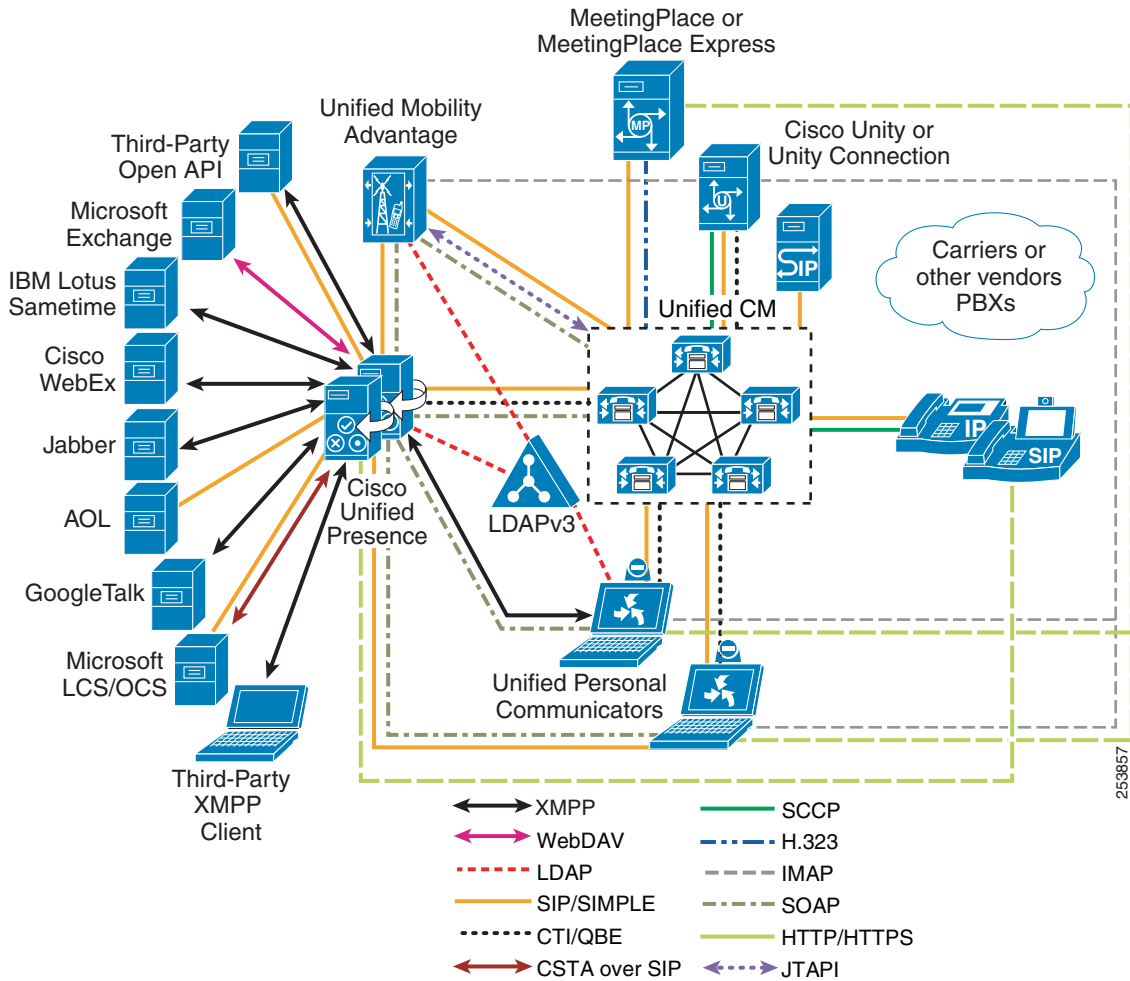 MeetingPlace or
MeetingPlace Express
MP
Unified Mobility
Advantage
Cisco Unity or
Unity Connection
U
Third-Party
Open API
Microsoft
Exchange
SIP
Carriers or
other vendors
PBXs
IBM Lotus
Sametime
Unified CM
Cisco
WebEx
Jabber
IP
SIP
AOL
Cisco
Unified
Presence
LDAPv3
GoogleTalk
Microsoft
LCS/OCS
Unified Personal
Communicators
Third-Party
XMPP
Client
253857
XMPP
WebDAV
LDAP
SIP/SIMPLE
CTI/QBE
CSTA over SIP
SCCP
H.323
IMAP
SOAP
HTTP/HTTPS
JTAPI